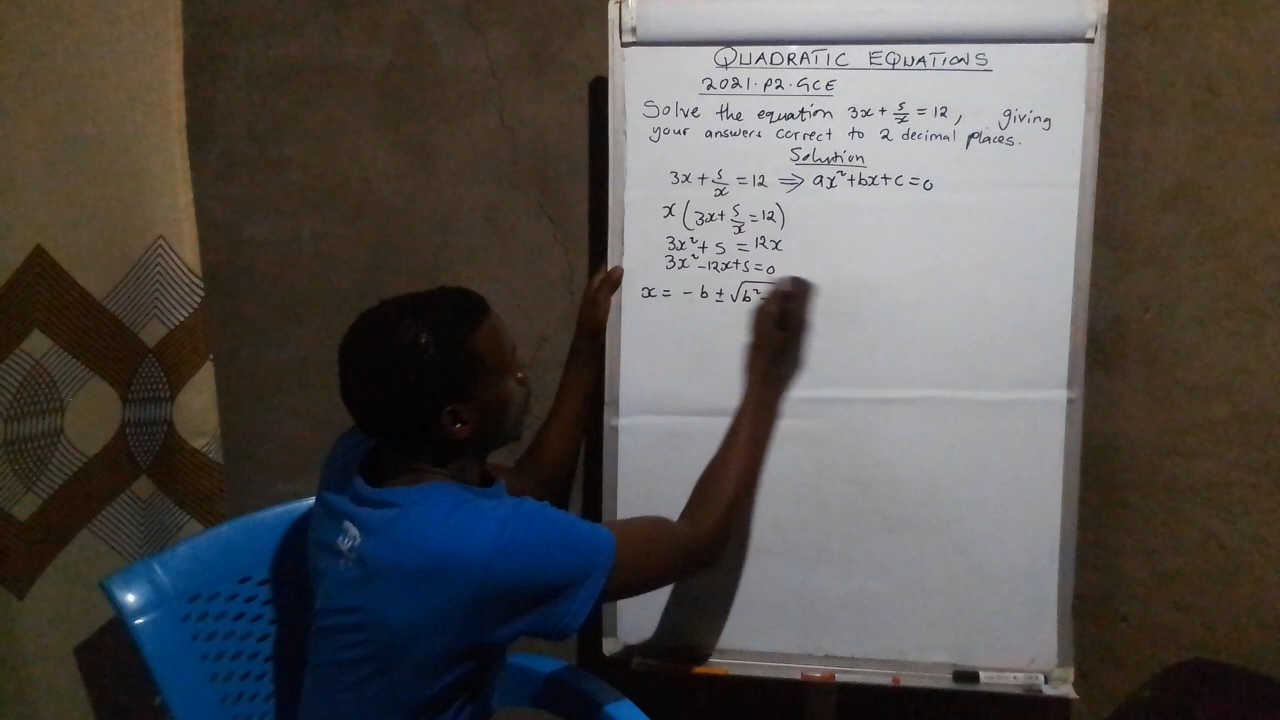 QUADRATIC EQUATIONS
2021.P2.GCE
Solve the equation 3x + 5/x = 12, giving
your answers correct to 2 decimal places.
Solution
3x + 5/x = 12 ⟹ ax² + bx + c = 0
x(3x + 5/x = 12)
3x² + 5 = 12x
3x² - 12x + 5 = 0
x = - b ± √b² -